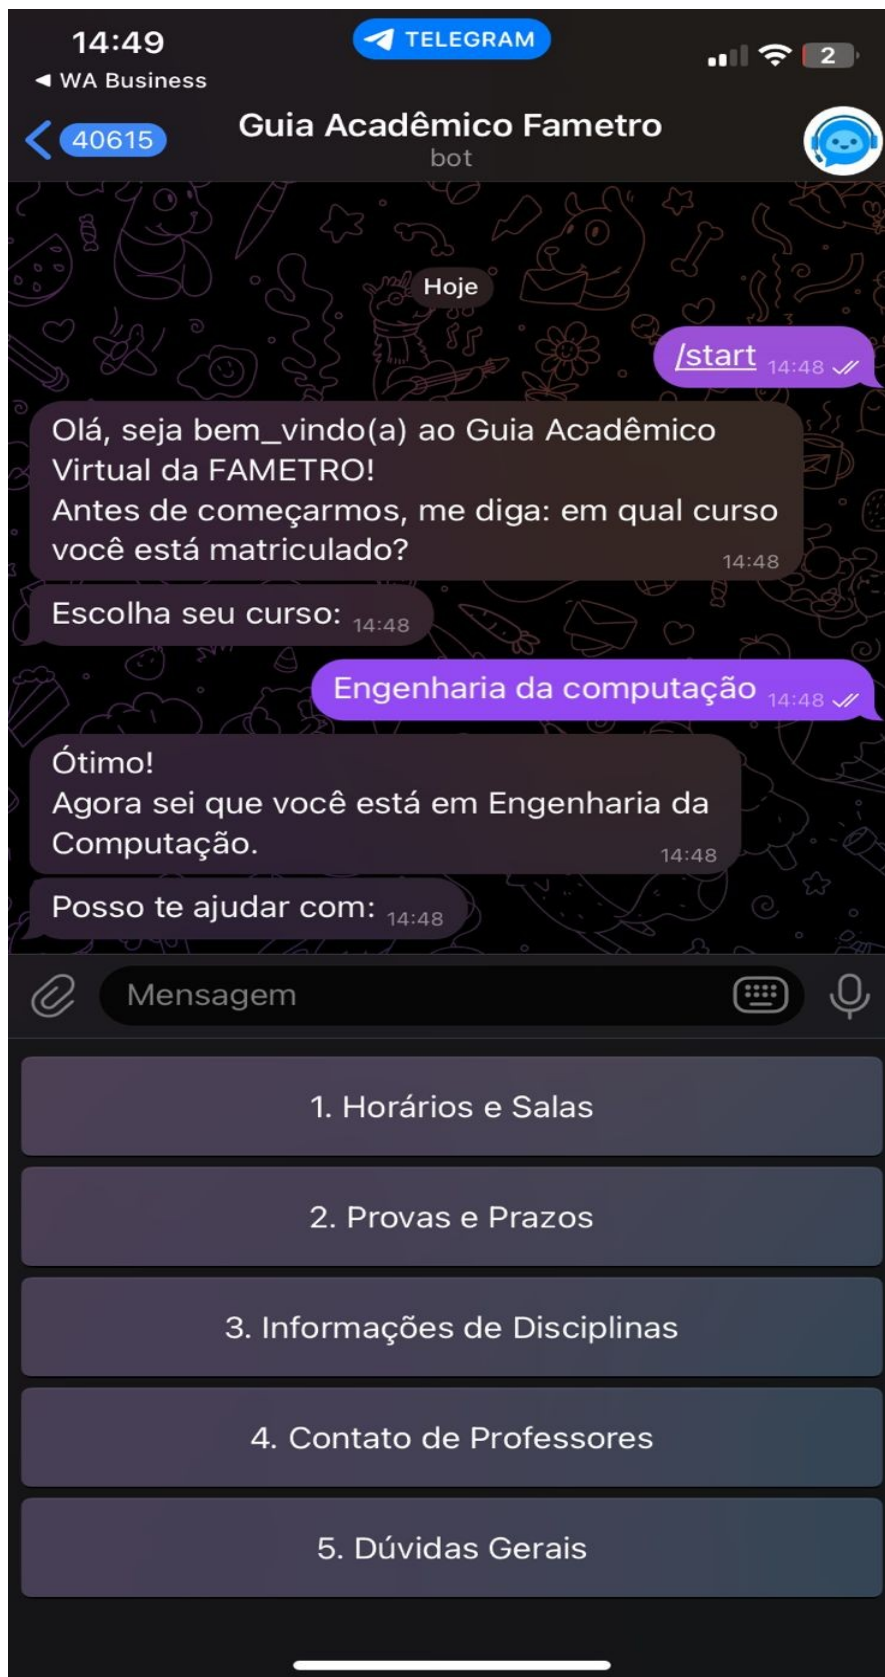 14:49
TELEGRAM
2
◀ WA Business
40615
Guia Acadêmico Fametro
bot
Hoje
/start 14:48
Olá, seja bem_vindo(a) ao Guia Acadêmico
Virtual da FAMETRO!
Antes de começarmos, me diga: em qual curso
você está matriculado?
14:48
Escolha seu curso: 14:48
Engenharia da computação 14:48
Ótimo!
Agora sei que você está em Engenharia da
Computação.
14:48
Posso te ajudar com: 14:48
Mensagem
1. Horários e Salas
2. Provas e Prazos
3. Informações de Disciplinas
4. Contato de Professores
5. Dúvidas Gerais